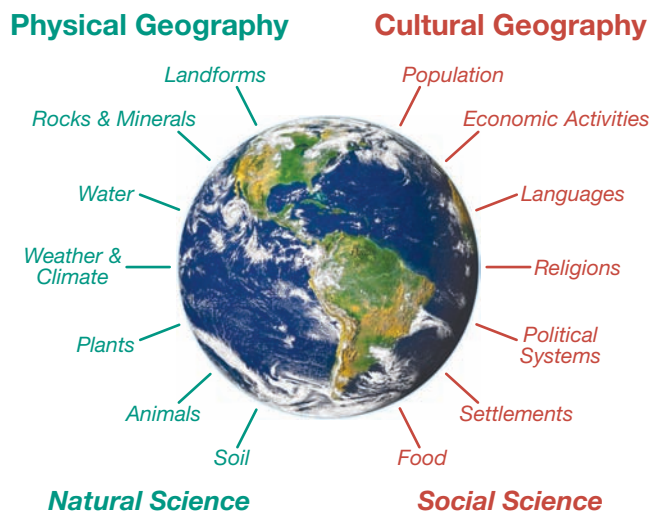 Physical Geography
Cultural Geography
Landforms
Rocks & Minerals
Water
Weather &
Climate
Plants
Animals
Soil
Population
Economic Activities
Languages
Religions
Political
Systems
Settlements
Food
Natural Science
Social Science